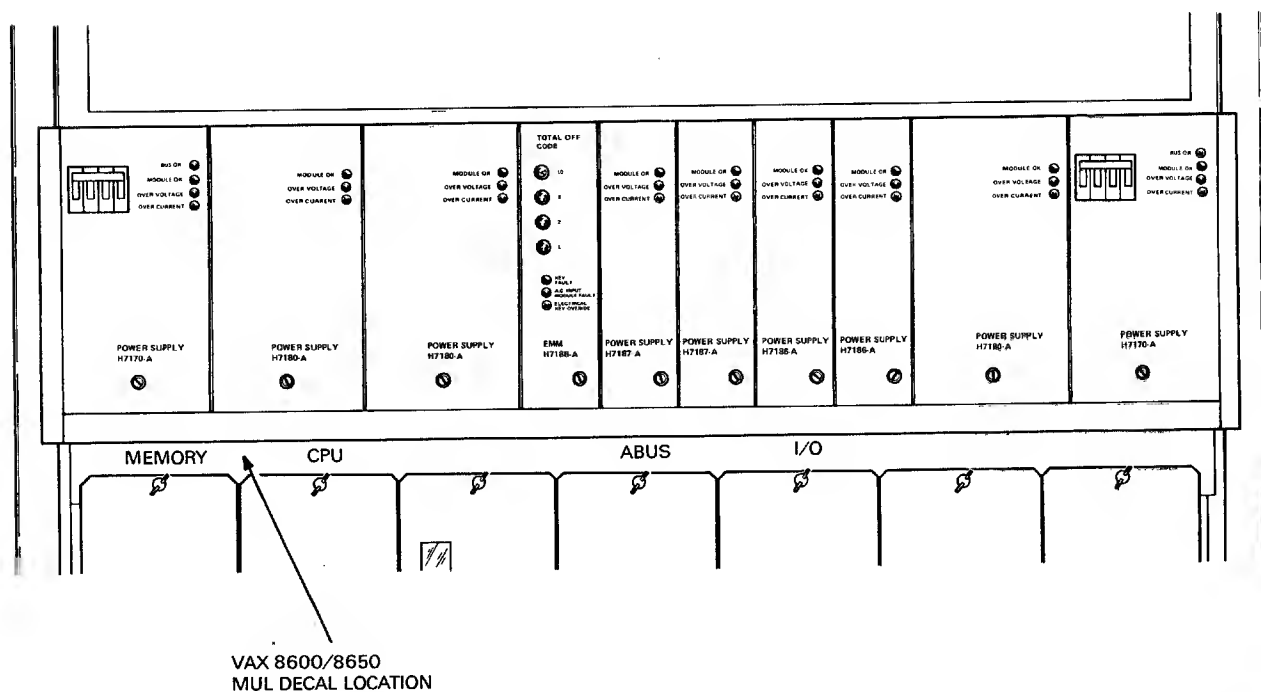 BUS OK
MODULE OK
OVER VOLTAGE
OVER CURRENT
POWER SUPPLY
H7170-A
MODULE OK
OVER VOLTAGE
OVER CURRENT
POWER SUPPLY
H7180-A
MODULE OK
OVER VOLTAGE
OVER CURRENT
POWER SUPPLY
H7180-A
TOTAL OFF
CODE
10
2
1
KEY
FAULT
AC INPUT
MODULE FAULT
ELECTRICAL
KEY OVERRIDE
EMM
H7188-A
MODULE OK
OVER VOLTAGE
OVER CURRENT
POWER SUPPLY
H7187-A
MODULE OK
OVER VOLTAGE
OVER CURRENT
POWER SUPPLY
H7187-A
MODULE OK
OVER VOLTAGE
OVER CURRENT
POWER SUPPLY
H7186-A
MODULE OK
OVER VOLTAGE
OVER CURRENT
POWER SUPPLY
H7186-A
MODULE OK
OVER VOLTAGE
OVER CURRENT
POWER SUPPLY
H7180-A
BUS OK
MODULE OK
OVER VOLTAGE
OVER CURRENT
POWER SUPPLY
H7170-A
MEMORY
CPU
ABUS
I/O
VAX 8600/8650
MUL DECAL LOCATION